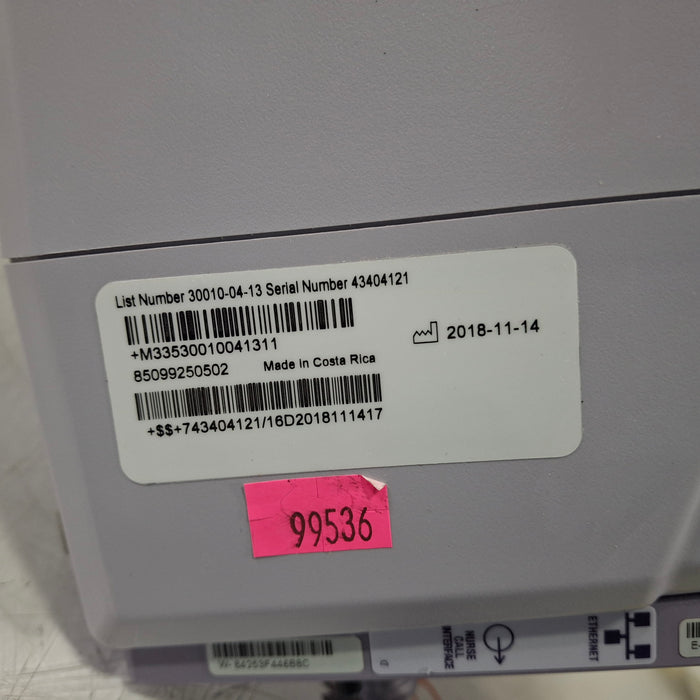 List Number 30010-04-13 Serial Number 43404121
+M33530010041311
85099250502 Made in Costa Rica
2018-11-14
+$$+743404121/16D2018111417
99536
NURSE
CALL
INTERFACE
ETHERNET